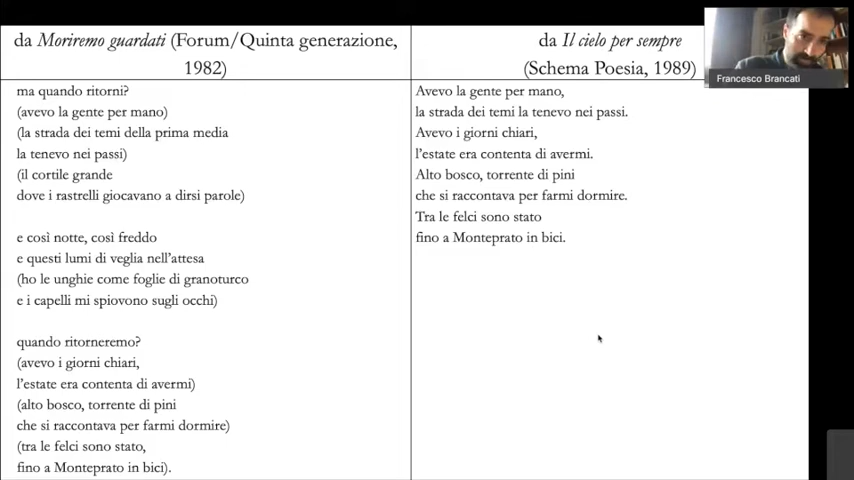 da Moriremo guardati (Forum/Quinta generazione,
1982)
ma quando ritorni?
(avevo la gente per mano)
(la strada dei temi della prima media
la tenevo nei passi)
(il cortile grande
dove i rastrelli giocavano a dirsi parole)
e così notte, così freddo
e questi lumi di veglia nell'attesa
(ho le unghie come foglie di granoturco
e i capelli mi spiovono sugli occhi)
quando ritorneremo?
(avevo i giorni chiari,
l'estate era contenta di avermi)
(alto bosco, torrente di pini
che si raccontava per farmi dormire)
(tra le felci sono stato,
fino a Monteprato in bici).
da Il cielo per sempre
(Schema Poesia, 1989)
Avevo la gente per mano,
la strada dei temi la tenevo nei passi.
Avevo i giorni chiari,
l'estate era contenta di avermi.
Alto bosco, torrente di pini
che si raccontava per farmi dormire.
Tra le felci sono stato
fino a Monteprato in bici.
Francesco Brancati